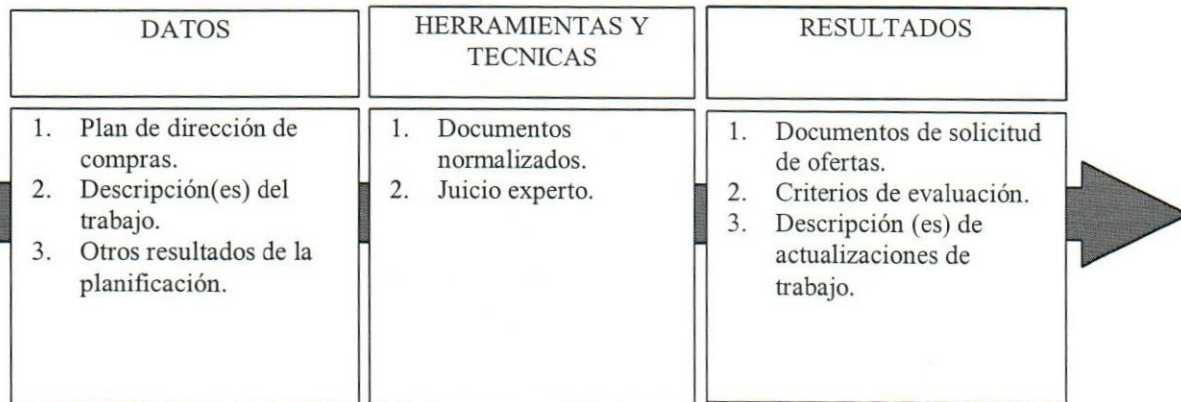 DATOS
HERRAMIENTAS Y
TECNICAS
RESULTADOS
1. Plan de dirección de
compras.
2. Descripción(es) del
trabajo.
3. Otros resultados de la
planificación.
1. Documentos
normalizados.
2. Juicio experto.
1. Documentos de solicitud
de ofertas.
2. Criterios de evaluación.
3. Descripción (es) de
actualizaciones de
trabajo.